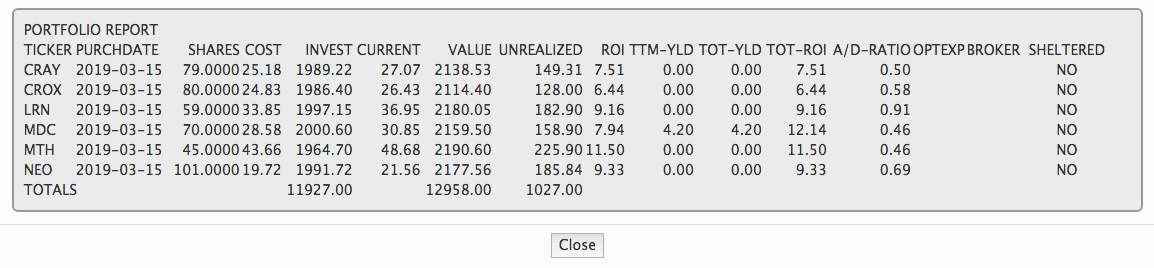 PORTFOLIO REPORT
TICKER PURCHDATE SHARES COST INVEST CURRENT VALUE UNREALIZED ROI TTM-YLD TOT-YLD TOT-ROI A/D-RATIO OPTEXP BROKER SHELTERED
CRAY 2019-03-15 79.0000 25.18 1989.22 27.07 2138.53 149.31 7.51 0.00 0.00 7.51 0.50 NO
CROX 2019-03-15 80.0000 24.83 1986.40 26.43 2114.40 128.00 6.44 0.00 0.00 6.44 0.58 NO
LRN 2019-03-15 59.0000 33.85 1997.15 36.95 2180.05 182.90 9.16 0.00 0.00 9.16 0.91 NO
MDC 2019-03-15 70.0000 28.58 2000.60 30.85 2159.50 158.90 7.94 4.20 4.20 12.14 0.46 NO
MTH 2019-03-15 45.0000 43.66 1964.70 48.68 2190.60 225.90 11.50 0.00 0.00 11.50 0.46 NO
NEO 2019-03-15 101.0000 19.72 1991.72 21.56 2177.56 185.84 9.33 0.00 0.00 9.33 0.69 NO
TOTALS 11927.00 12958.00 1027.00
Close